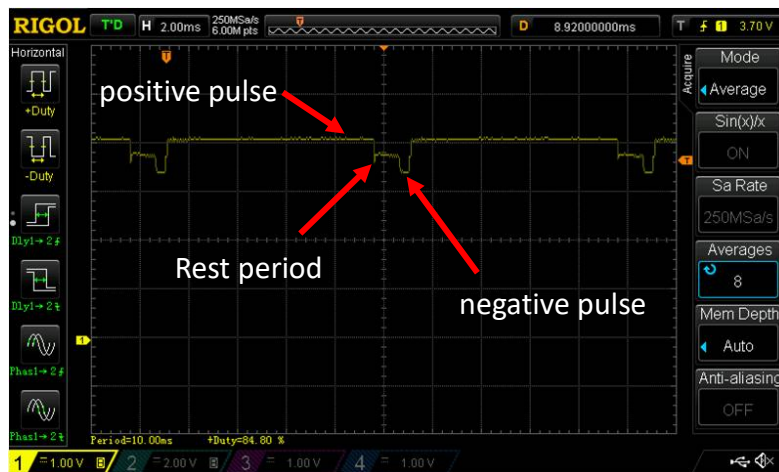 RIGOL T'D H 2.00ms 250MSa/s 6.00M pts D 8.92000000ms T 1 3.70 V
Horizontal
+Duty
-Duty
Dly1→2
Dly1→2
Phas1→2
Phas1→2
T
positive pulse
Rest period
negative pulse
T
1
Period=10.00ms +Duty=84.80 %
Acquire
Mode
Average
Sin(x)/x
ON
Sa Rate
250MSa/s
Averages
8
Mem Depth
Auto
Anti-aliasing
OFF
1 = 1.00 V B 2 = 2.00 V B 3 = 1.00 V 4 = 1.00 V